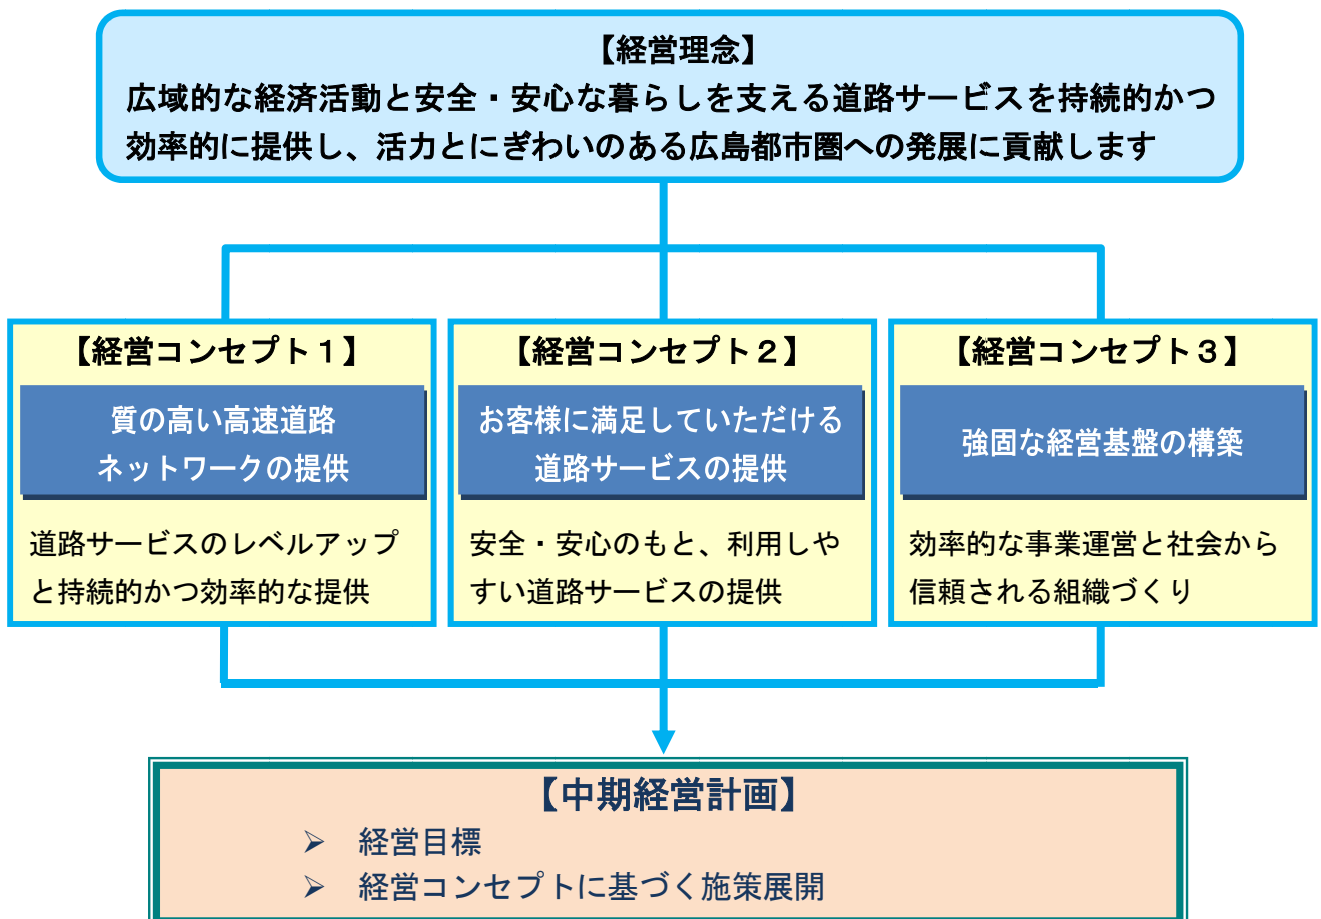 【経営理念】
広域的な経済活動と安全・安心な暮らしを支える道路サービスを持続的かつ
効率的に提供し、活力とにぎわいのある広島都市圏への発展に貢献します
【経営コンセプト１】
質の高い高速道路
ネットワークの提供
道路サービスのレベルアップ
と持続的かつ効率的な提供
【経営コンセプト２】
お客様に満足していただける
道路サービスの提供
安全・安心のもと、利用しや
すい道路サービスの提供
【経営コンセプト３】
強固な経営基盤の構築
効率的な事業運営と社会から
信頼される組織づくり
【中期経営計画】
➢ 経営目標
➢ 経営コンセプトに基づく施策展開